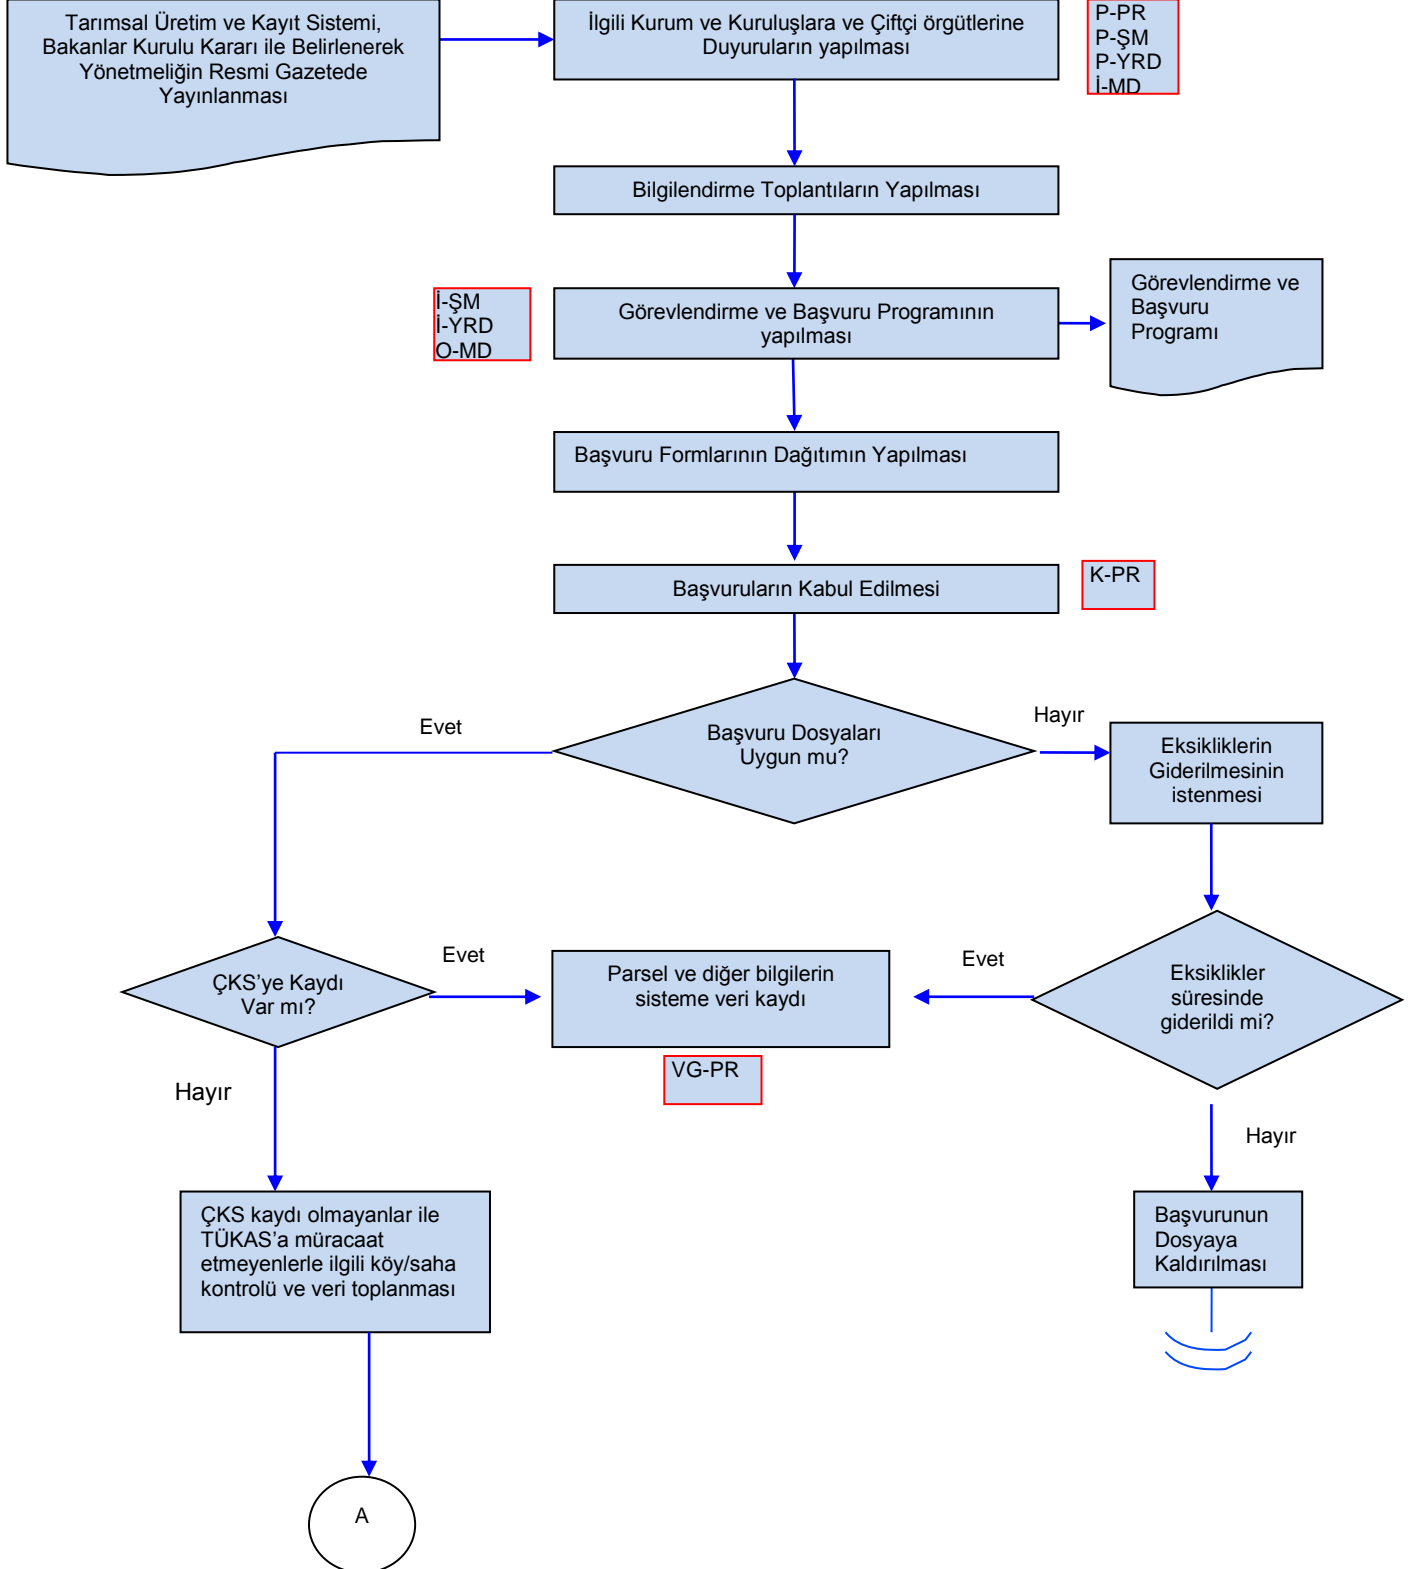 Tarımsal Üretim ve Kayıt Sistemi,
Bakanlar Kurulu Kararı ile Belirlenerek
Yönetmeliğin Resmi Gazetede
Yayınlanması
İlgili Kurum ve Kuruluşlara ve Çiftçi örgütlerine
Duyuruların yapılması
P-PR
P-ŞM
P-YRD
İ-MD
Bilgilendirme Toplantıların Yapılması
İ-ŞM
İ-YRD
O-MD
Görevlendirme ve Başvuru Programının
yapılması
Görevlendirme ve
Başvuru
Programı
Başvuru Formlarının Dağıtımın Yapılması
Başvuruların Kabul Edilmesi
K-PR
Evet
Başvuru Dosyaları
Uygun mu?
Hayır
Eksikliklerin
Giderilmesinin
istenmesi
ÇKS’ye Kaydı
Var mı?
Evet
Parsel ve diğer bilgilerin
sisteme veri kaydı
Evet
Eksiklikler
süresinde
giderildi mi?
VG-PR
Hayır
Hayır
ÇKS kaydı olmayanlar ile
TÜKAS’a müracaat
etmeyenlerle ilgili köy/saha
kontrolü ve veri toplanması
Başvurunun
Dosyaya
Kaldırılması
A